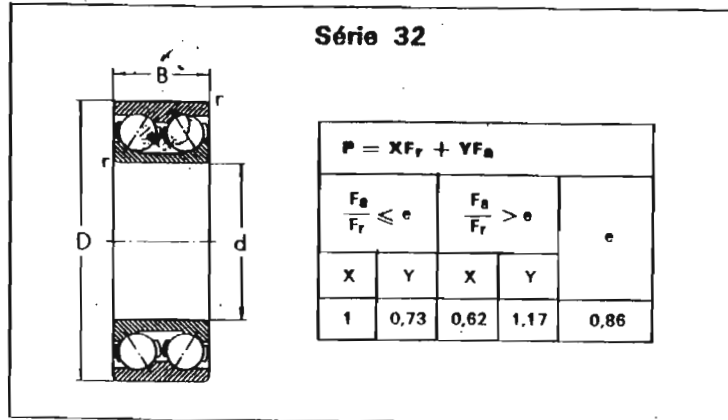 Série 32
B
r
r
D
d
P = XFr + YFa
Fa
Fr
≤ e
Fa
Fr
> e
e
X Y X Y
1 0,73 0,62 1,17 0,86